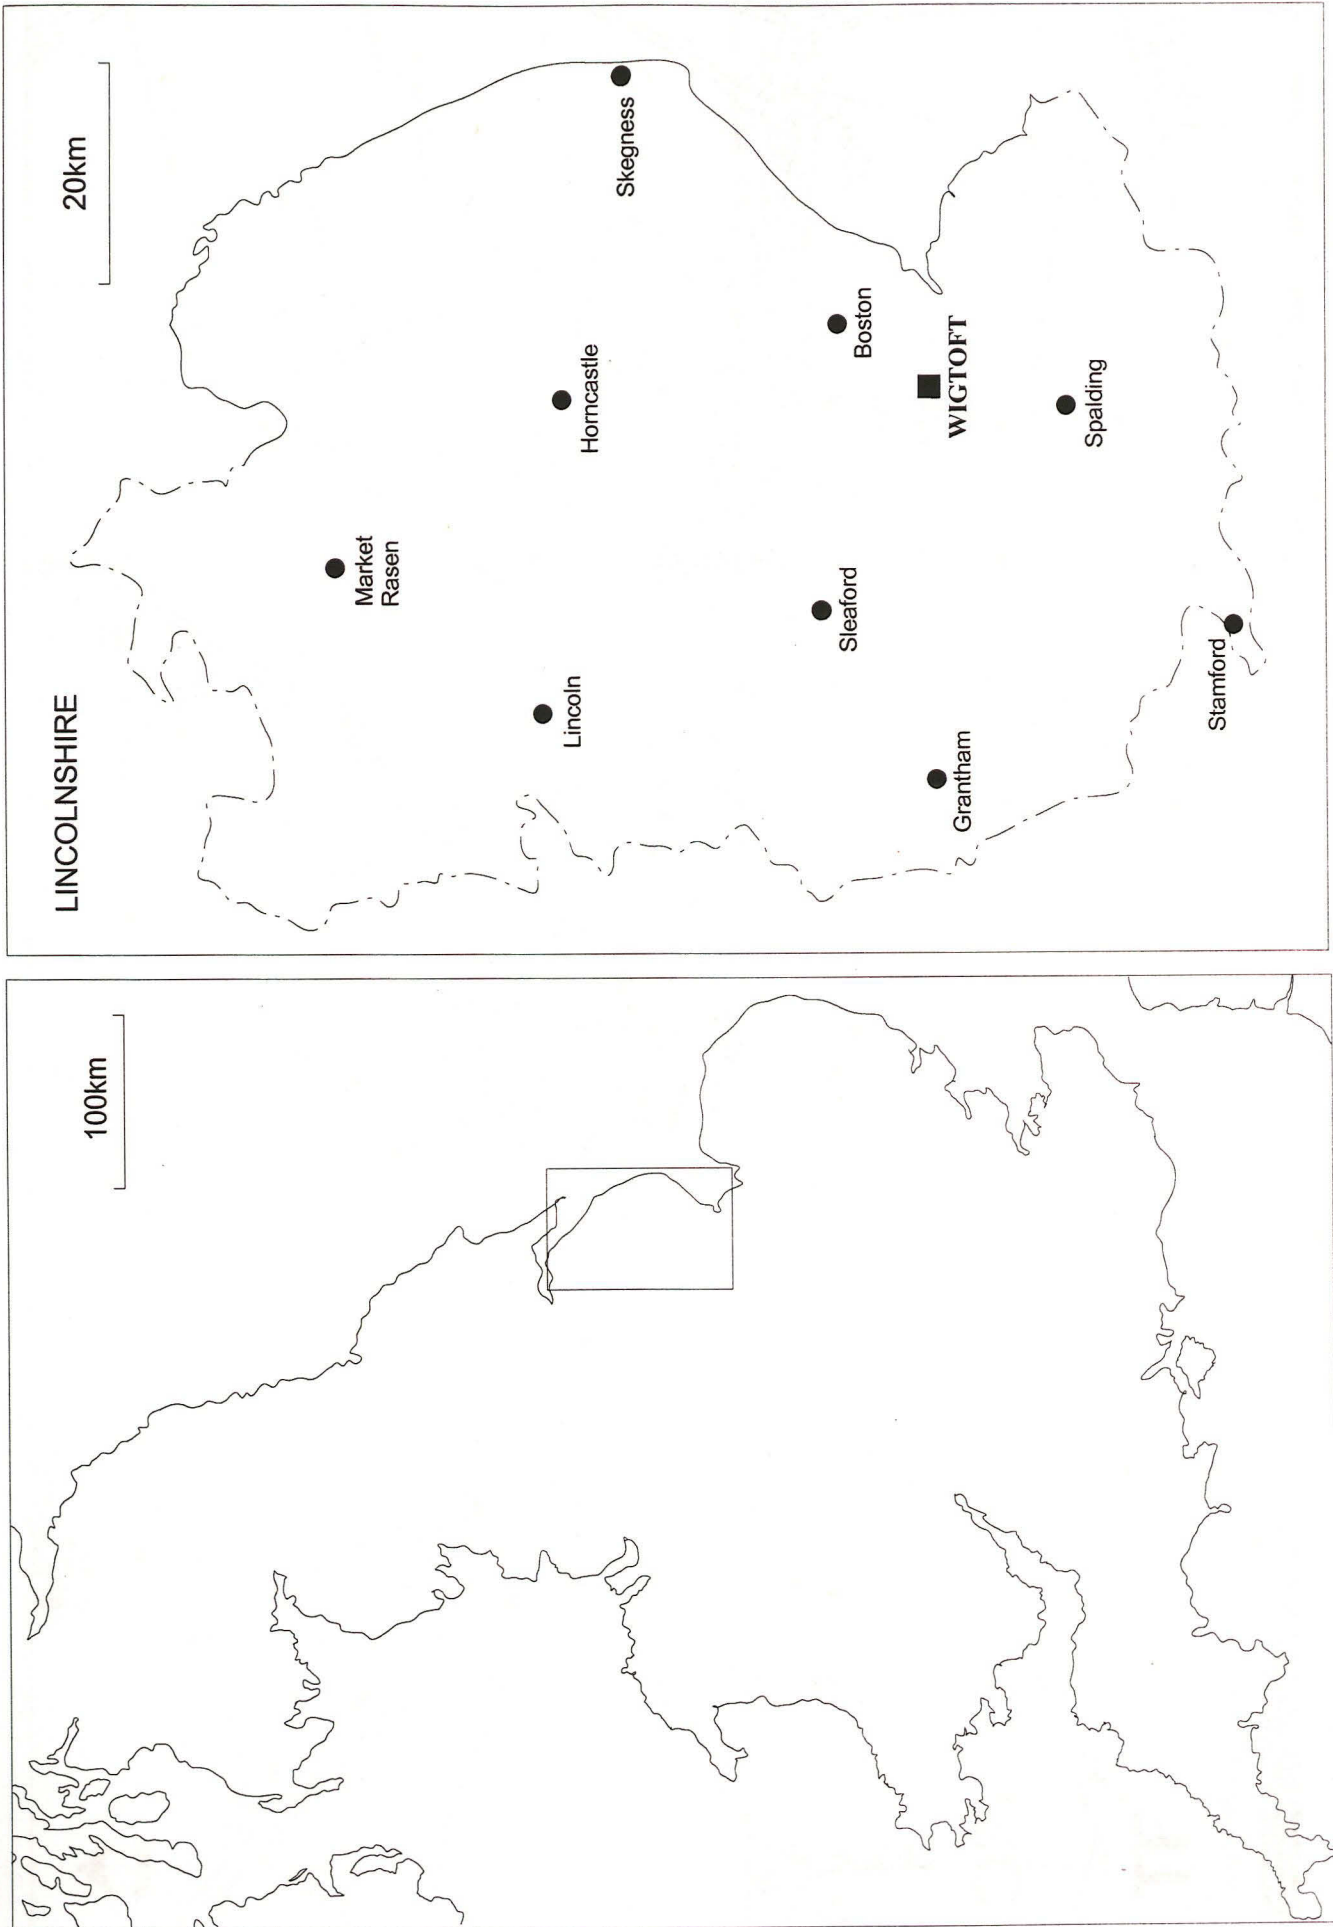 100km
LINCOLNSHIRE
20km
Market
Rasen
Lincoln
Horncastle
Skegness
Sleaford
Boston
Grantham
WIGTOFT
Spalding
Stamford